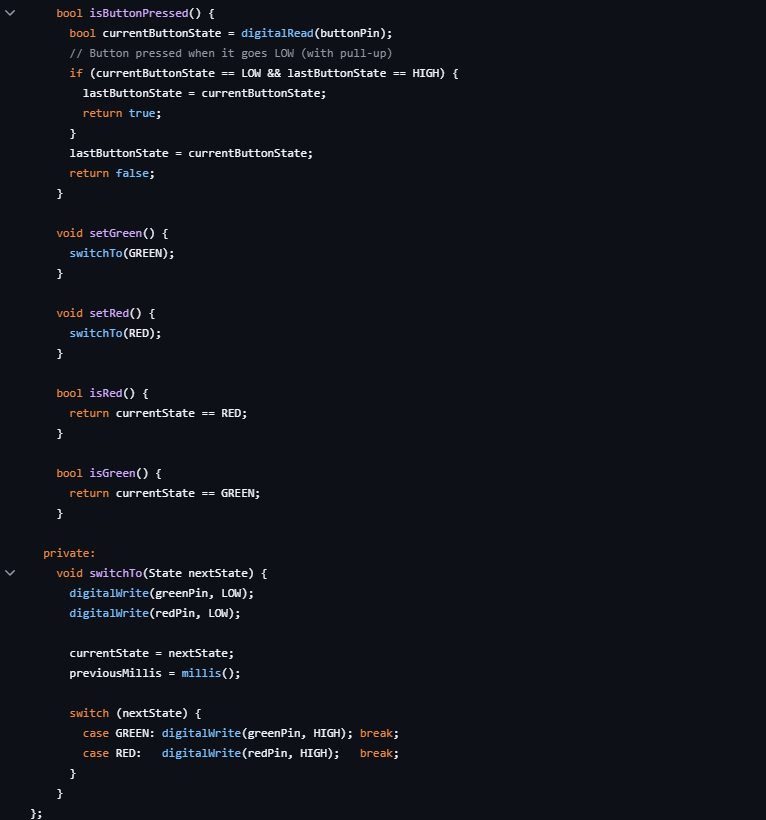 bool isButtonPressed() {
bool currentButtonState = digitalRead(buttonPin);
// Button pressed when it goes LOW (with pull-up)
if (currentButtonState == LOW && lastButtonState == HIGH) {
lastButtonState = currentButtonState;
return true;
}
lastButtonState = currentButtonState;
return false;
}
void setGreen() {
switchTo(GREEN);
}
void setRed() {
switchTo(RED);
}
bool isRed() {
return currentState == RED;
}
bool isGreen() {
return currentState == GREEN;
}
private:
void switchTo(State nextState) {
digitalWrite(greenPin, LOW);
digitalWrite(redPin, LOW);
currentState = nextState;
previousMillis = millis();
switch (nextState) {
case GREEN: digitalWrite(greenPin, HIGH); break;
case RED:   digitalWrite(redPin, HIGH);   break;
}
}
};